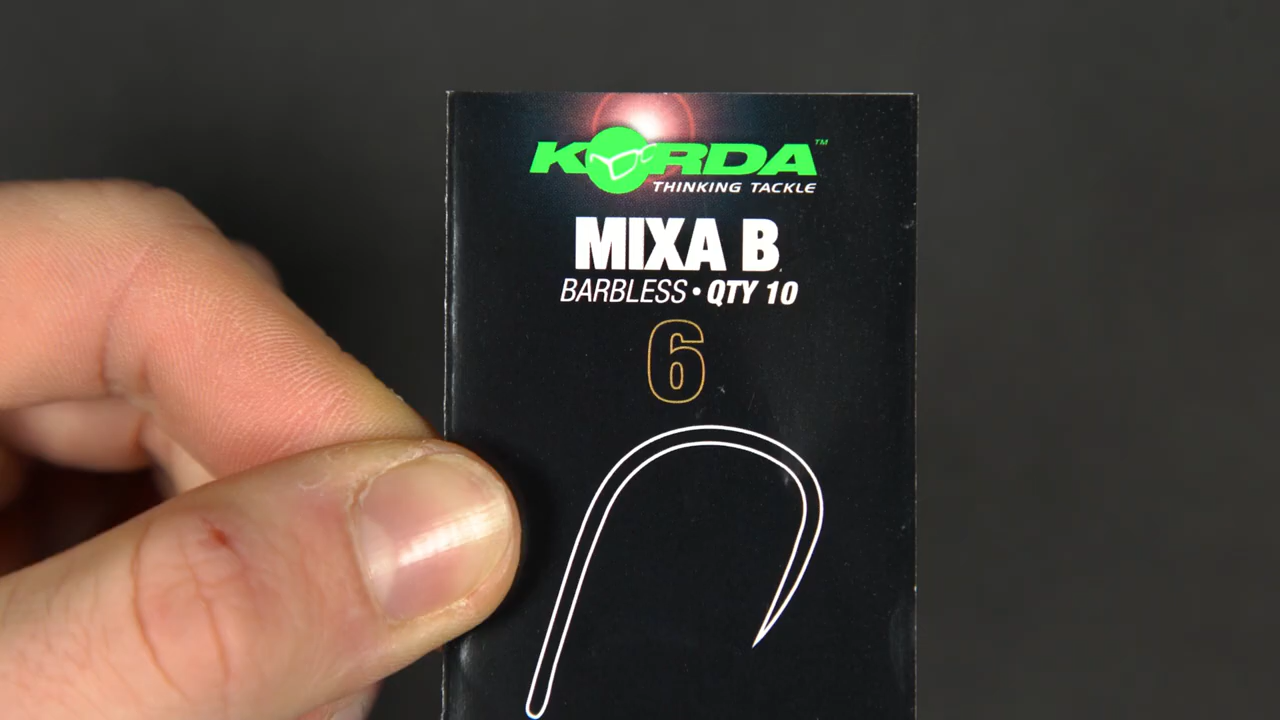 KORDA™
THINKING TACKLE
MIXA B
BARBLESS • QTY 10
6